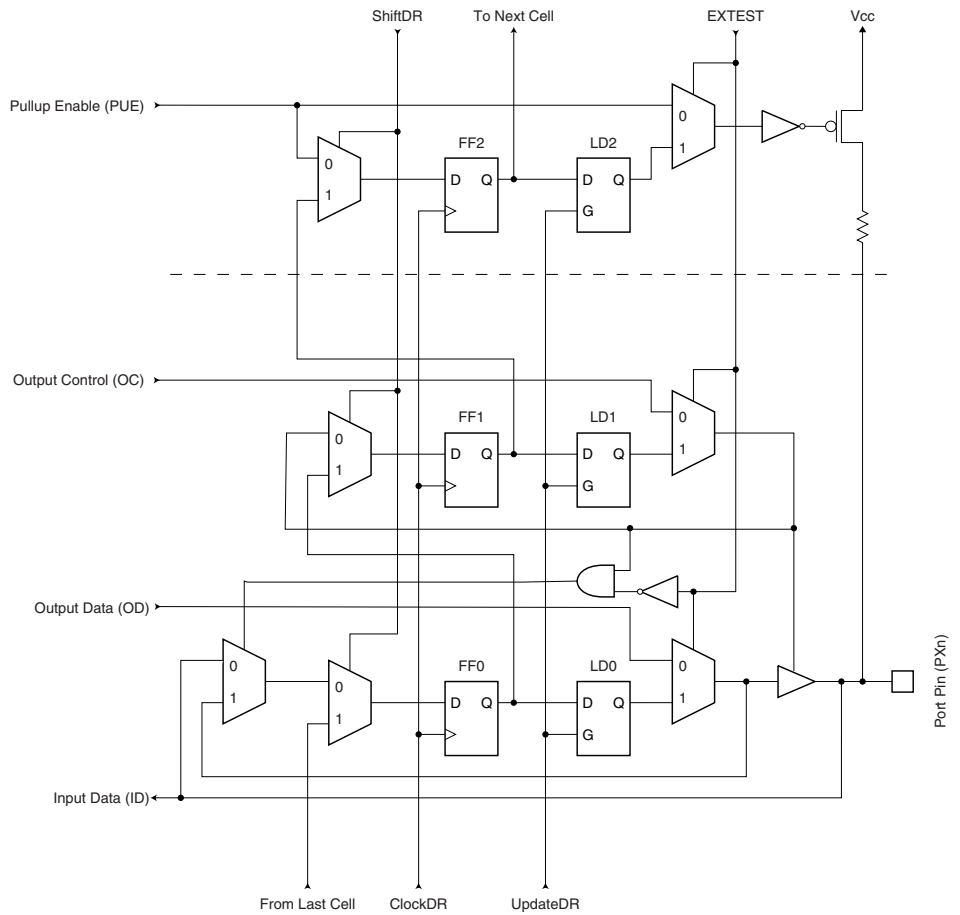 ShiftDR
To Next Cell
EXTEST
Vcc
Pullup Enable (PUE)
0
1
FF2
D Q
LD2
D Q
G
0
1
Output Control (OC)
0
1
FF1
D Q
LD1
D Q
G
0
1
Output Data (OD)
0
1
0
1
FF0
D Q
LD0
D Q
G
0
1
Port Pin (PXn)
Input Data (ID)
From Last Cell
ClockDR
UpdateDR